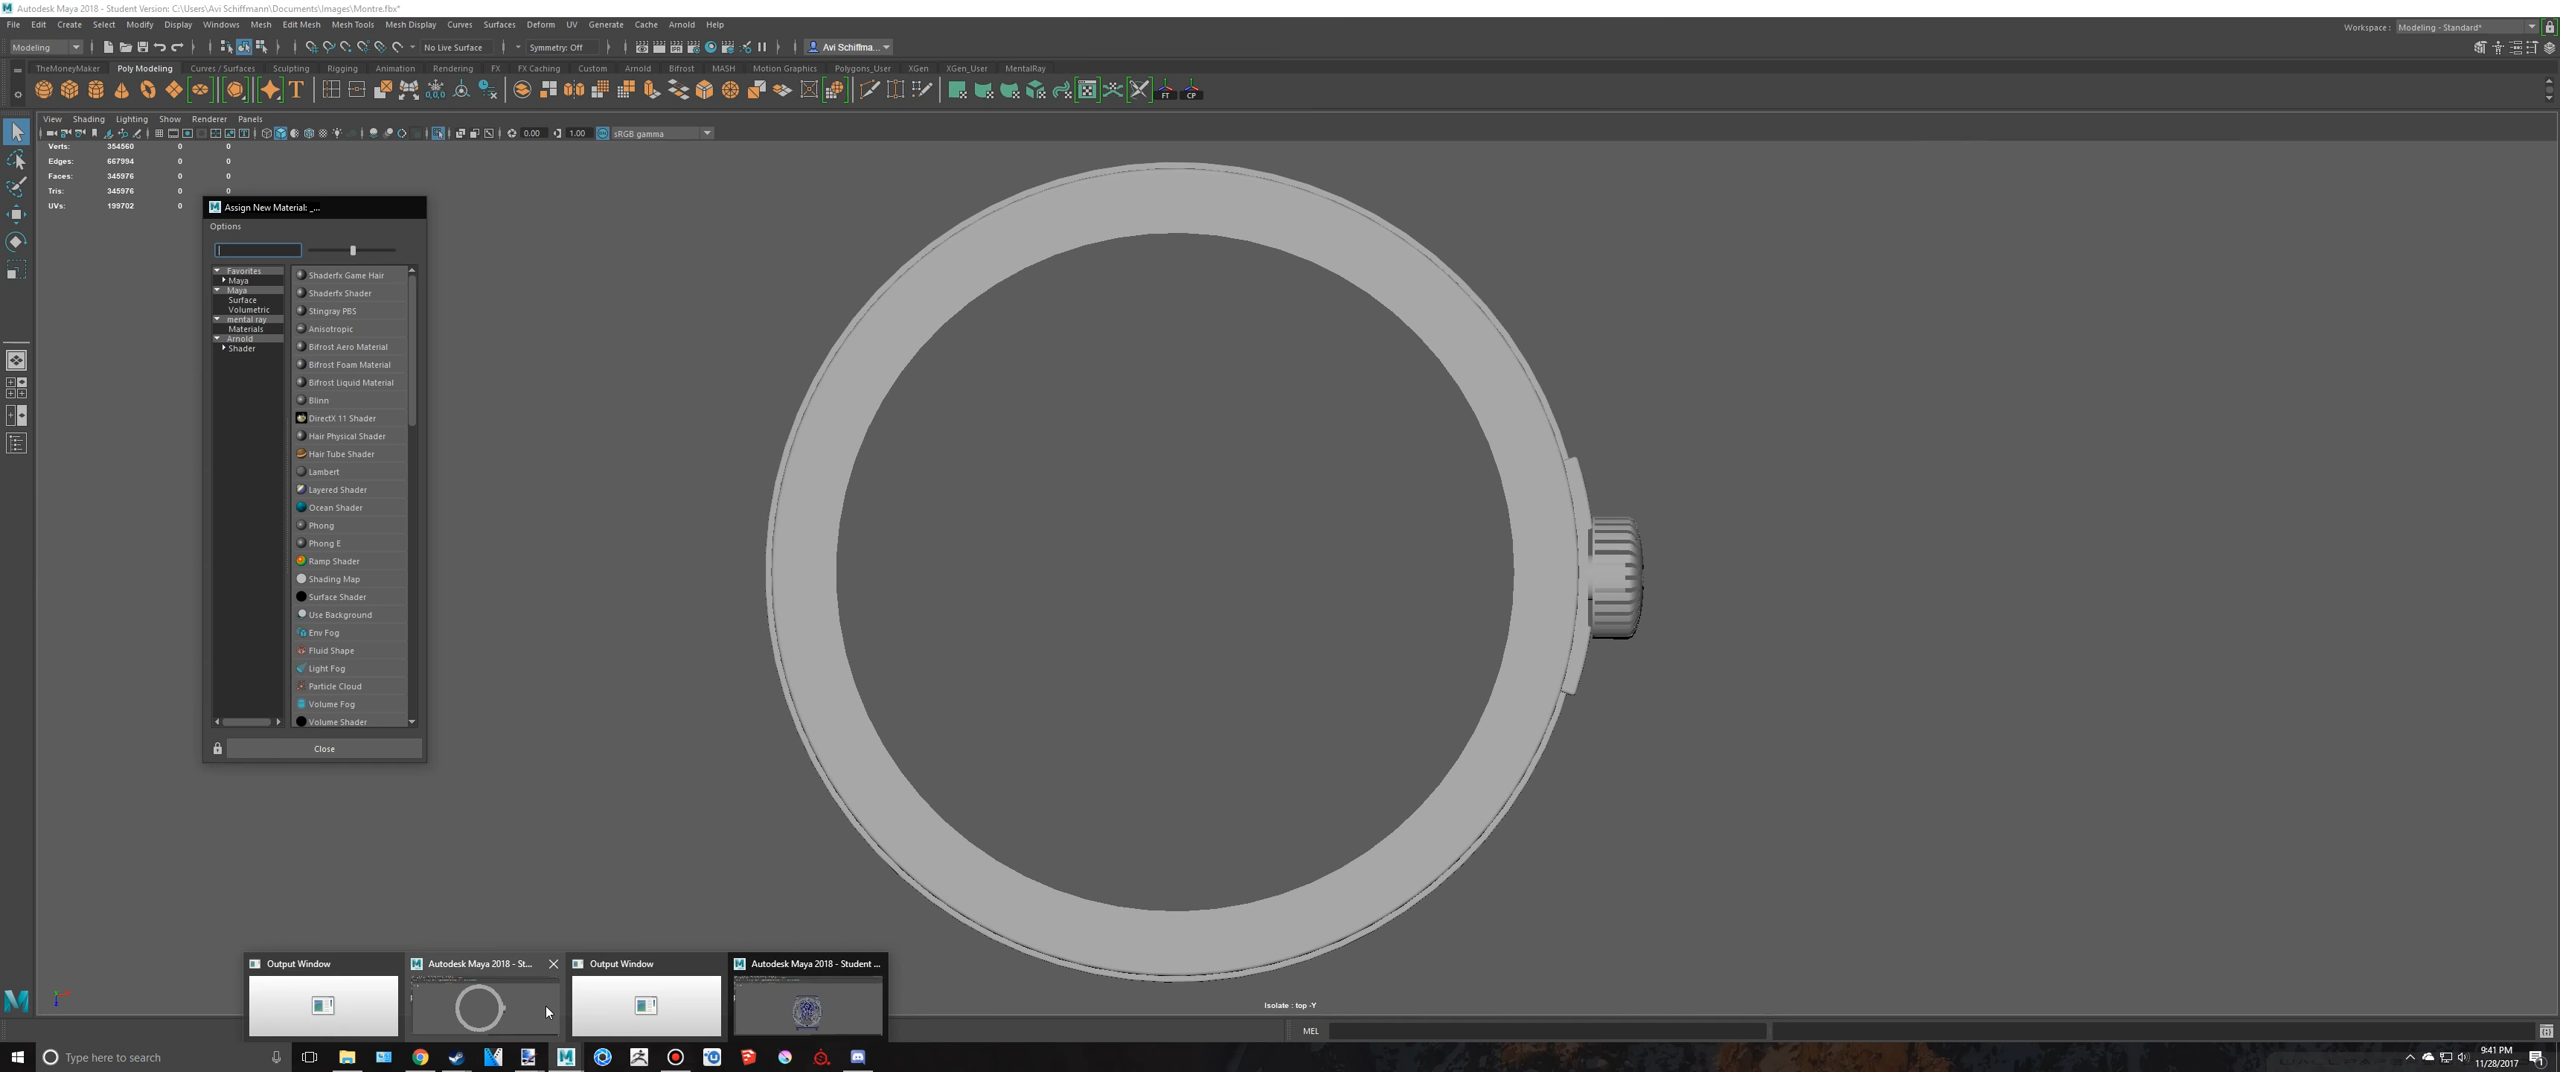 Autodesk Maya 2018 - Student Version: C:\Users\Avi Schiffmann\Documents\Images\Montre.fbx*
File Edit Create Select Modify Display Windows Mesh Edit Mesh Mesh Tools Mesh Display Curves Surfaces Deform UV Generate Cache Arnold Help
Workspace : Modeling - Standard*
Modeling No Live Surface Symmetry: Off Avi Schiffma...
TheMoneyMaker Poly Modeling Curves / Surfaces Sculpting Rigging Animation Rendering FX FX Caching Custom Arnold Bifrost MASH Motion Graphics Polygons_User XGen XGen_User MentalRay
FT CP
View Shading Lighting Show Renderer Panels
0.00 1.00 sRGB gamma
Verts: 354560 0 0
Edges: 667994 0 0
Faces: 345976 0 0
Tris: 345976 0 0
UVs: 199702 0
Assign New Material: _...
Options
Favorites
Maya
Maya
Surface
Volumetric
mental ray
Materials
Arnold
Shader
Shaderfx Game Hair
Shaderfx Shader
Stingray PBS
Anisotropic
Bifrost Aero Material
Bifrost Foam Material
Bifrost Liquid Material
Blinn
DirectX 11 Shader
Hair Physical Shader
Hair Tube Shader
Lambert
Layered Shader
Ocean Shader
Phong
Phong E
Ramp Shader
Shading Map
Surface Shader
Use Background
Env Fog
Fluid Shape
Light Fog
Particle Cloud
Volume Fog
Volume Shader
Close
Output Window
Autodesk Maya 2018 - St...
Output Window
Autodesk Maya 2018 - Student ...
Isolate : top -Y
MEL
Type here to search
9:41 PM
11/28/2017